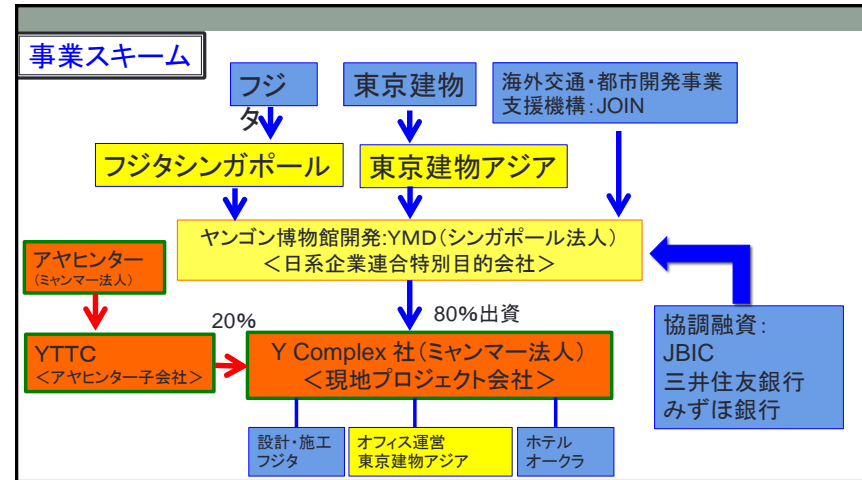 事業スキーム
フジ
タ
東京建物
海外交通・都市開発事業
支援機構：JOIN
フジタシンガポール
東京建物アジア
ヤンゴン博物館開発:YMD（シンガポール法人）
＜日系企業連合特別目的会社＞
アヤヒンター
（ミャンマー法人）
20%
80%出資
YTTC
＜アヤヒンター子会社＞
Y Complex 社（ミャンマー法人）
＜現地プロジェクト会社＞
協調融資：
JBIC
三井住友銀行
みずほ銀行
設計・施工
フジタ
オフィス運営
東京建物アジア
ホテル
オークラ